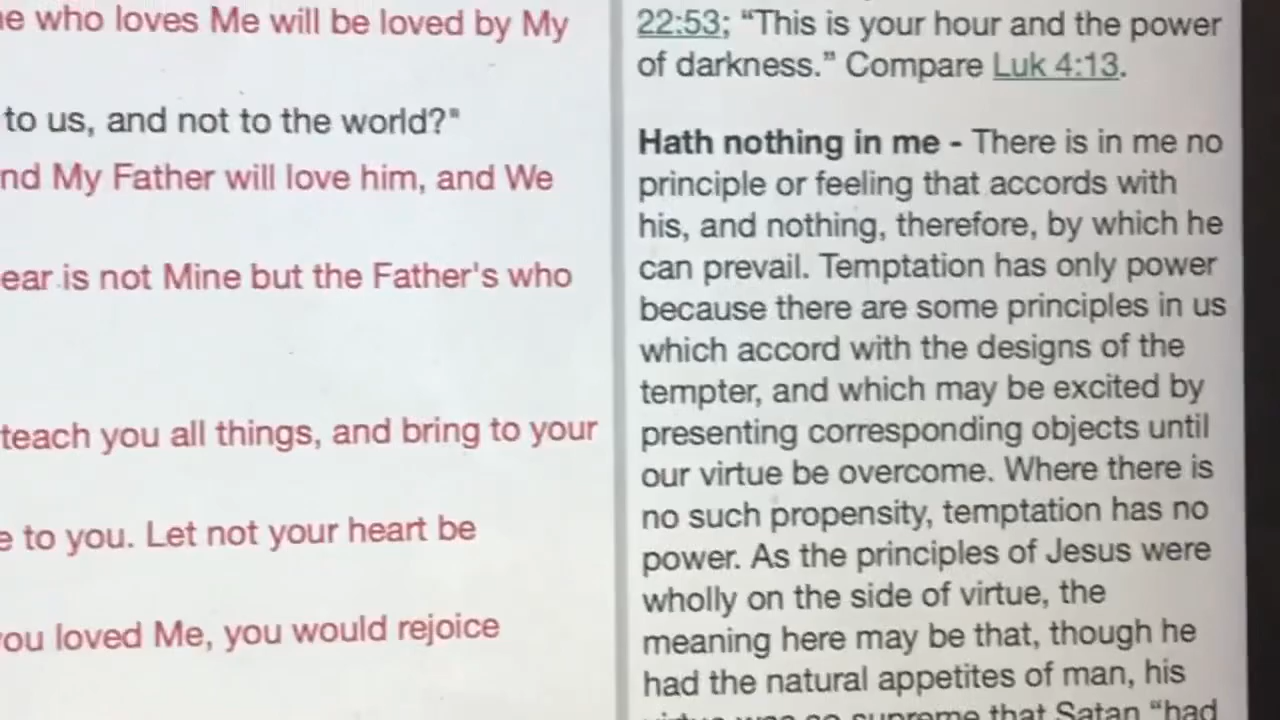 who loves Me will be loved by My
to us, and not to the world?"
My Father will love him, and We
is not Mine but the Father's who
teach you all things, and bring to your
to you. Let not your heart be
loved Me, you would rejoice
22:53; “This is your hour and the power
of darkness.” Compare Luk 4:13.
Hath nothing in me - There is in me no
principle or feeling that accords with
his, and nothing, therefore, by which he
can prevail. Temptation has only power
because there are some principles in us
which accord with the designs of the
tempter, and which may be excited by
presenting corresponding objects until
our virtue be overcome. Where there is
no such propensity, temptation has no
power. As the principles of Jesus were
wholly on the side of virtue, the
meaning here may be that, though he
had the natural appetites of man, his
virtue was so supreme that Satan “had